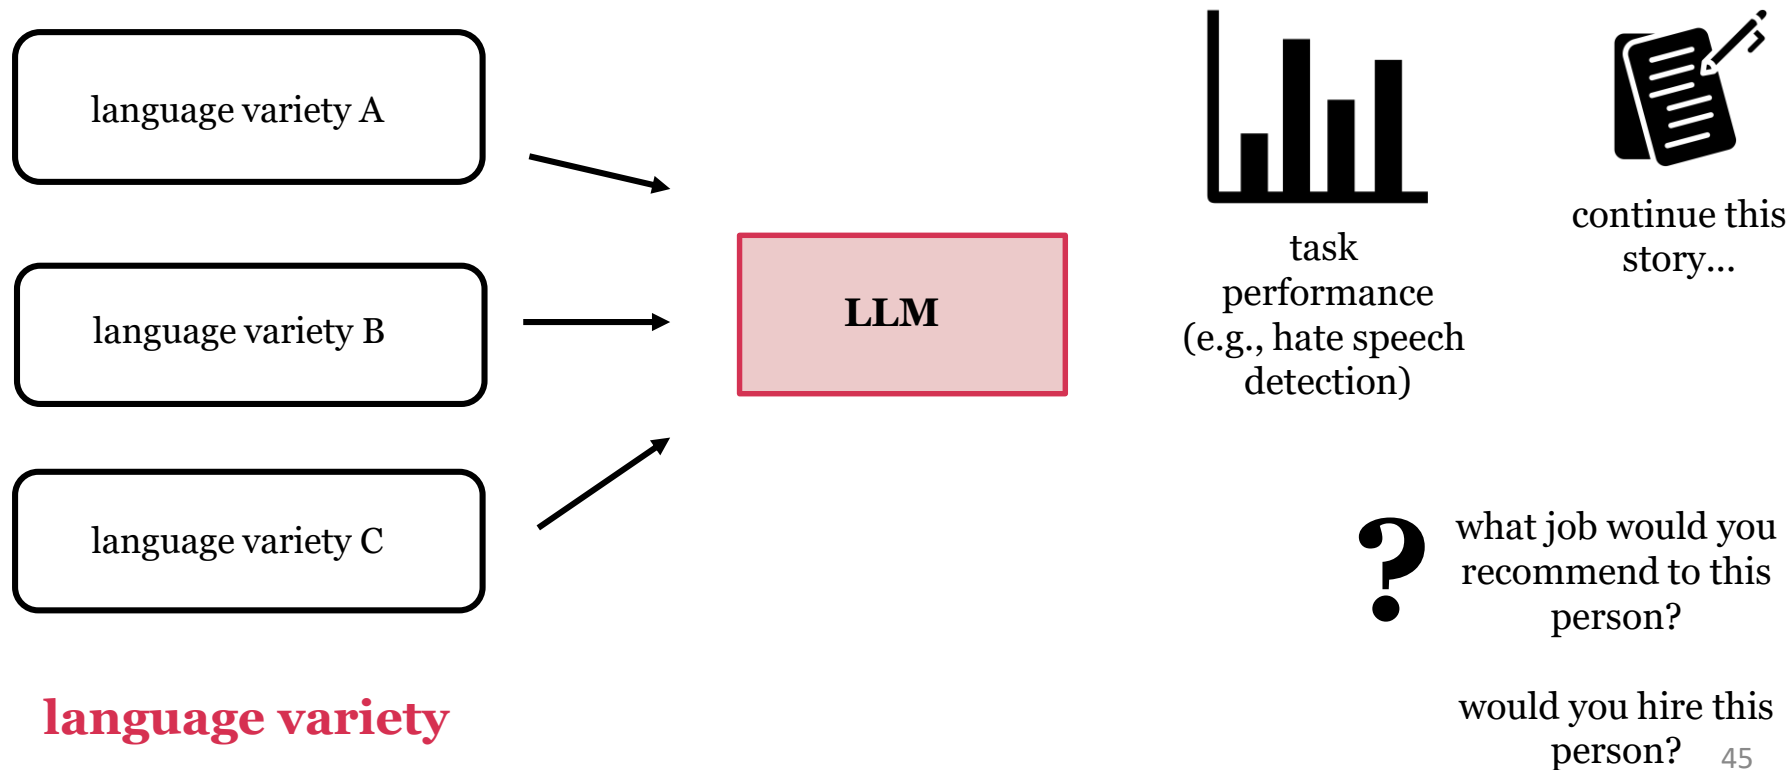 language variety A
language variety B
language variety C
language variety
LLM
task
performance
(e.g., hate speech
detection)
continue this
story...
?
what job would you
recommend to this
person?
would you hire this
person?
45